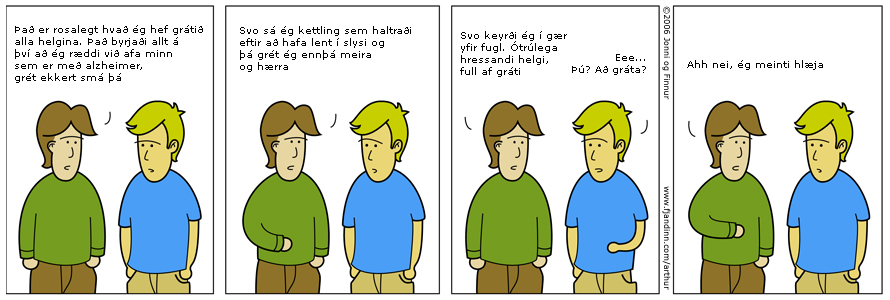 Það er rosalegt hvað ég hef grátið
alla helgina. Það byrjaði allt á
því að ég ræddi við afa minn
sem er með alzheimer,
grét ekkert smá þá
Svo sá ég kettling sem haltraði
eftir að hafa lent í slysi og
þá grét ég ennþá meira
og hærra
Svo keyrði ég í gær
yfir fugl. Ótrúlega
hressandi helgi,
full af gráti
Eee...
Þú? Að gráta?
©2006 Jonni og Finnur
www.fjandinn.com/arthur
Ahh nei, ég meinti hlæja